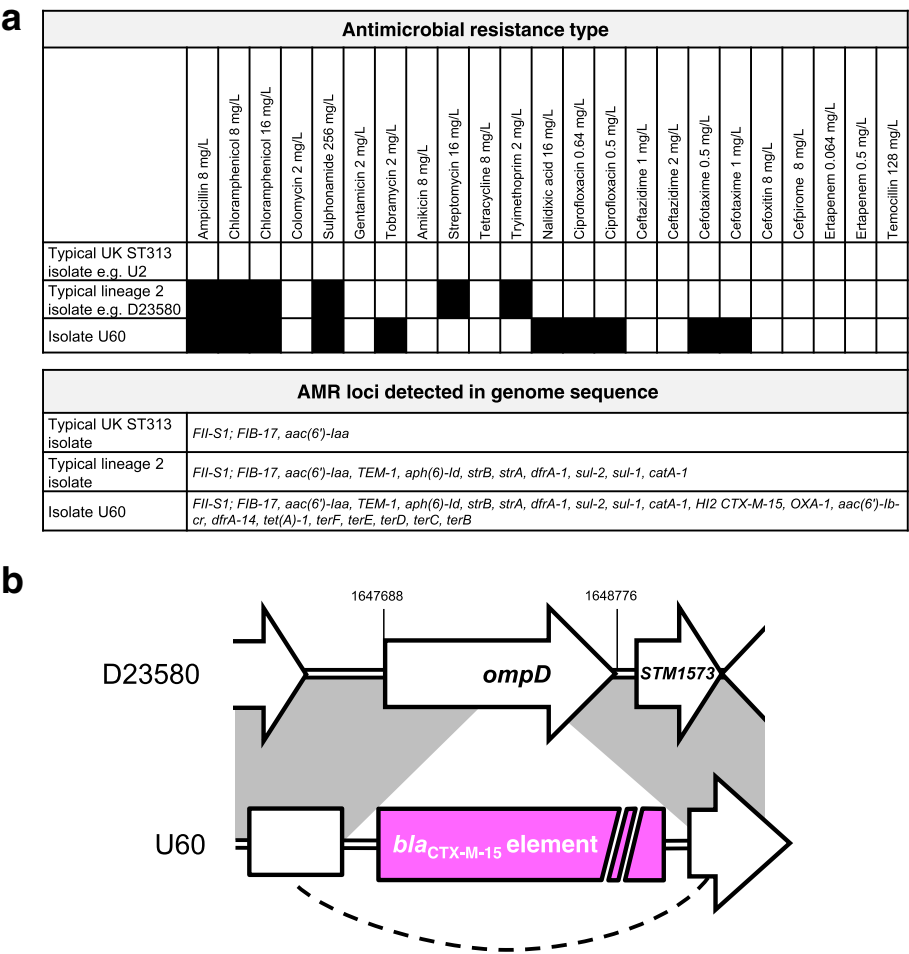 a
Antimicrobial resistance type
Ampicillin 8 mg/L
Chloramphenicol 8 mg/L
Chloramphenicol 16 mg/L
Colomycin 2 mg/L
Sulphonamide 256 mg/L
Gentamicin 2 mg/L
Tobramycin 2 mg/L
Amikicin 8 mg/L
Streptomycin 16 mg/L
Tetracycline 8 mg/L
Tryimethoprim 2 mg/L
Nalidixic acid 16 mg/L
Ciprofloxacin 0.64 mg/L
Ciprofloxacin 0.5 mg/L
Ceftazidime 1 mg/L
Ceftazidime 2 mg/L
Cefotaxime 0.5 mg/L
Cefotaxime 1 mg/L
Cefoxitin 8 mg/L
Cefpirome 8 mg/L
Ertapenem 0.064 mg/L
Ertapenem 0.5 mg/L
Temocillin 128 mg/L
Typical UK ST313
isolate e.g. U2
Typical lineage 2
isolate e.g. D23580
Isolate U60
AMR loci detected in genome sequence
Typical UK ST313
isolate
FII-S1; FIB-17, aac(6')-Iaa
Typical lineage 2
isolate
FII-S1; FIB-17, aac(6')-Iaa, TEM-1, aph(6)-Id, strB, strA, dfrA-1, sul-2, sul-1, catA-1
Isolate U60
FII-S1; FIB-17, aac(6')-Iaa, TEM-1, aph(6)-Id, strB, strA, dfrA-1, sul-2, sul-1, catA-1, HI2 CTX-M-15, OXA-1, aac(6')-Ib-
cr, dfrA-14, tet(A)-1, terF, terE, terD, terC, terB
b
1647688
1648776
D23580
ompD
STM1573
U60
blaCTX-M-15 element